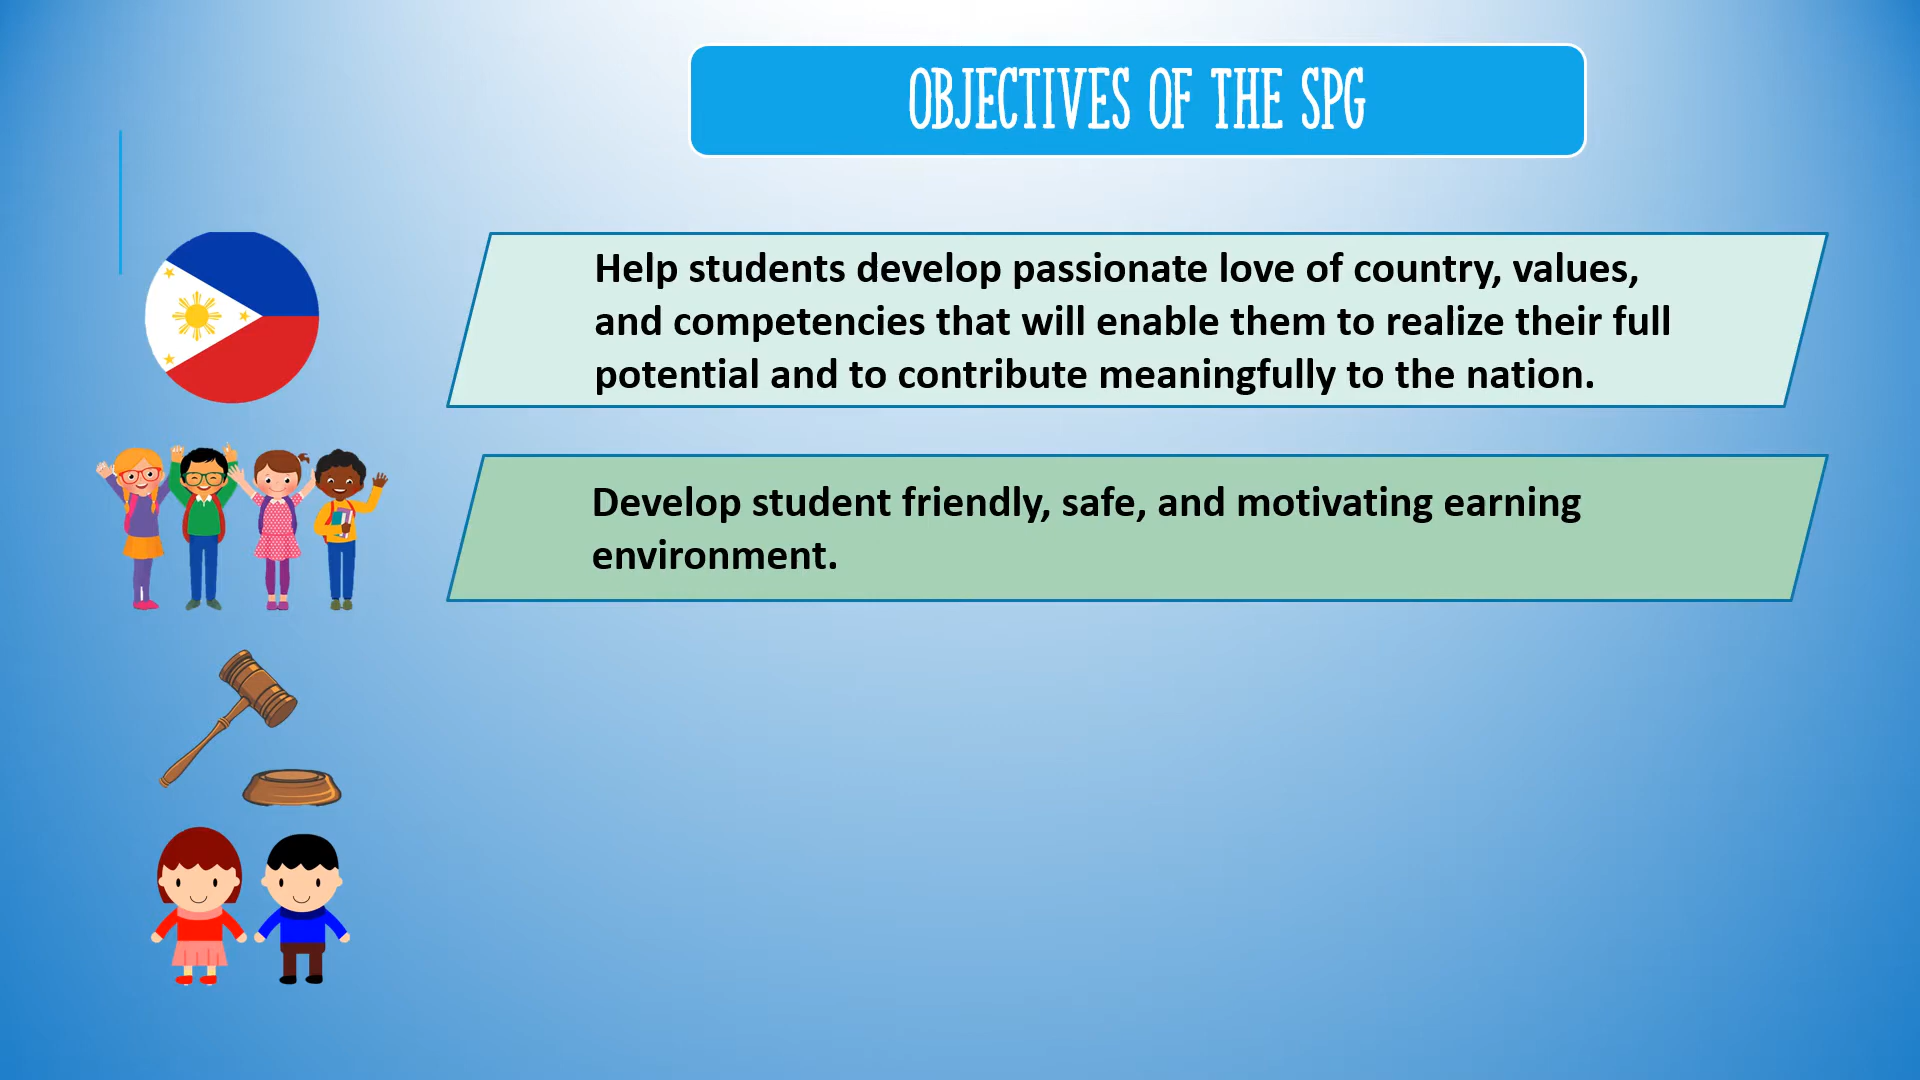 OBJECTIVES OF THE SPG
Help students develop passionate love of country, values,
and competencies that will enable them to realize their full
potential and to contribute meaningfully to the nation.
Develop student friendly, safe, and motivating earning
environment.